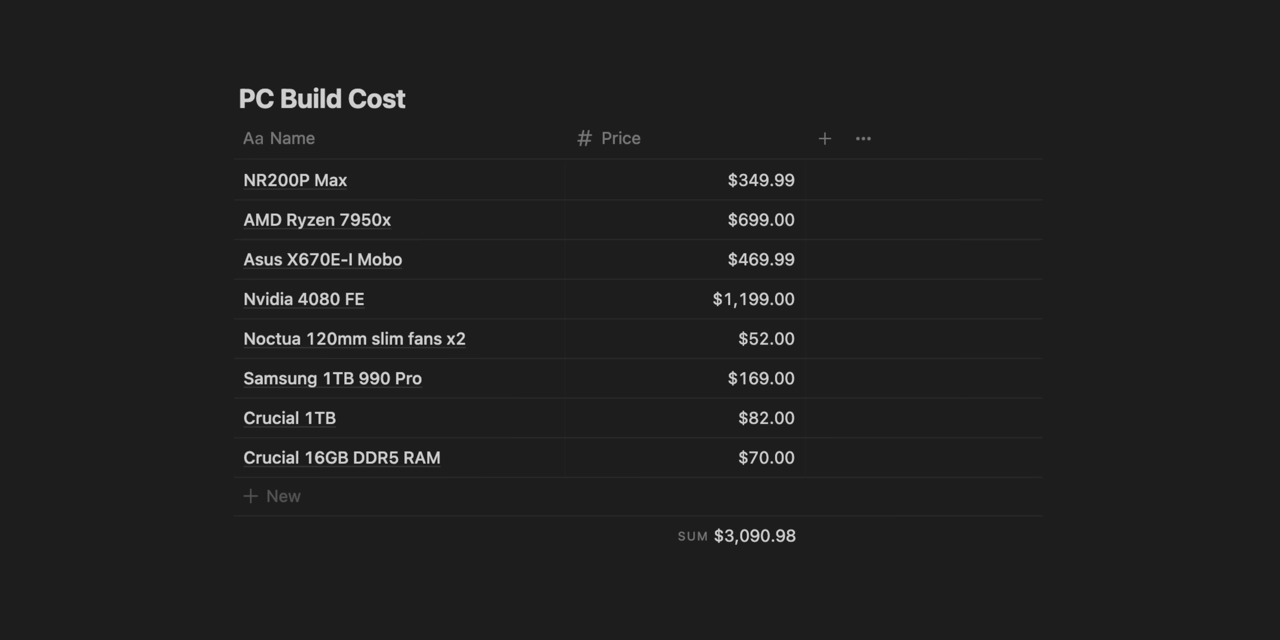 PC Build Cost
Aa Name # Price + •••
NR200P Max $349.99
AMD Ryzen 7950x $699.00
Asus X670E-I Mobo $469.99
Nvidia 4080 FE $1,199.00
Noctua 120mm slim fans x2 $52.00
Samsung 1TB 990 Pro $169.00
Crucial 1TB $82.00
Crucial 16GB DDR5 RAM $70.00
+ New
SUM $3,090.98